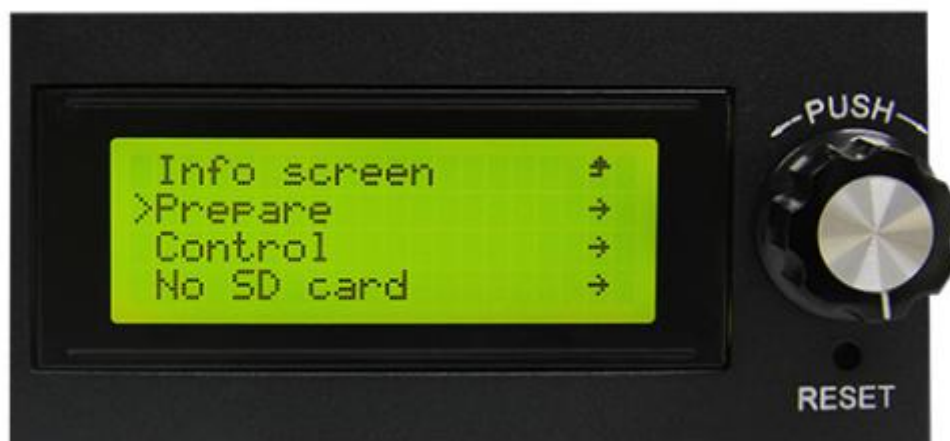 Info screen
>Prepare →
Control →
No SD card →
PUSH
RESET